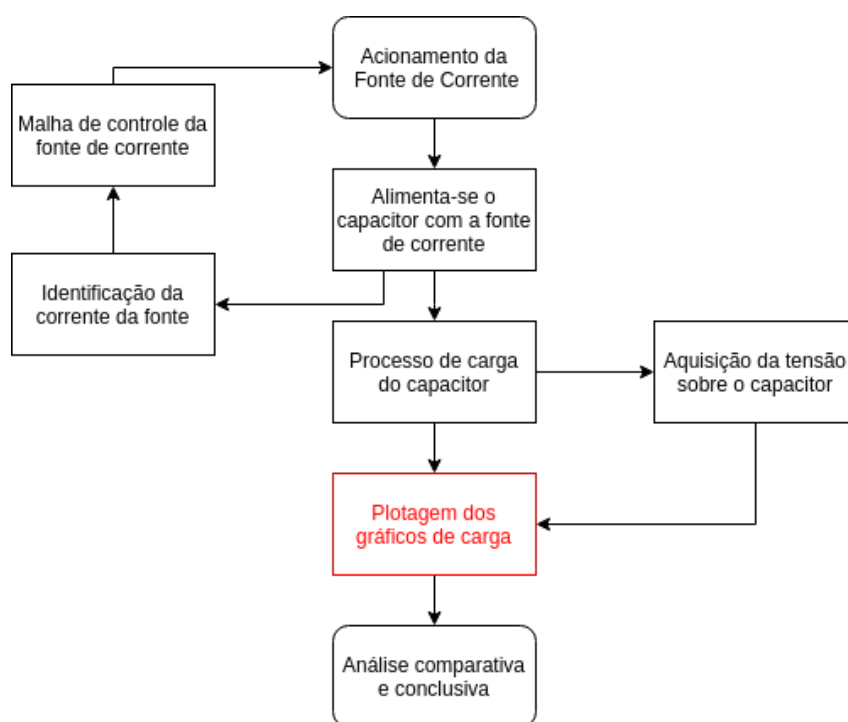 Acionamento da
Fonte de Corrente
Malha de controle da
fonte de corrente
Alimenta-se o
capacitor com a fonte
de corrente
Identificação da
corrente da fonte
Processo de carga
do capacitor
Aquisição da tensão
sobre o capacitor
Plotagem dos
gráficos de carga
Análise comparativa
e conclusiva